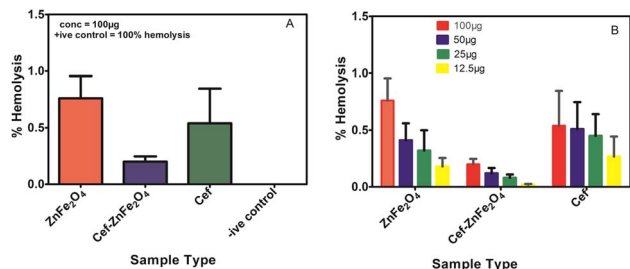 conc = 100µg
+ive control = 100% hemolysis
A
1.5
1.0
0.5
0.0
% Hemolysis
ZnFe₂O₄
Cef-ZnFe₂O₄
Cef
-ive control
Sample Type
B
100µg
50µg
25µg
12.5µg
1.5
1.0
0.5
0.0
% Hemolysis
ZnFe₂O₄
Cef-ZnFe₂O₄
Cef
Sample Type